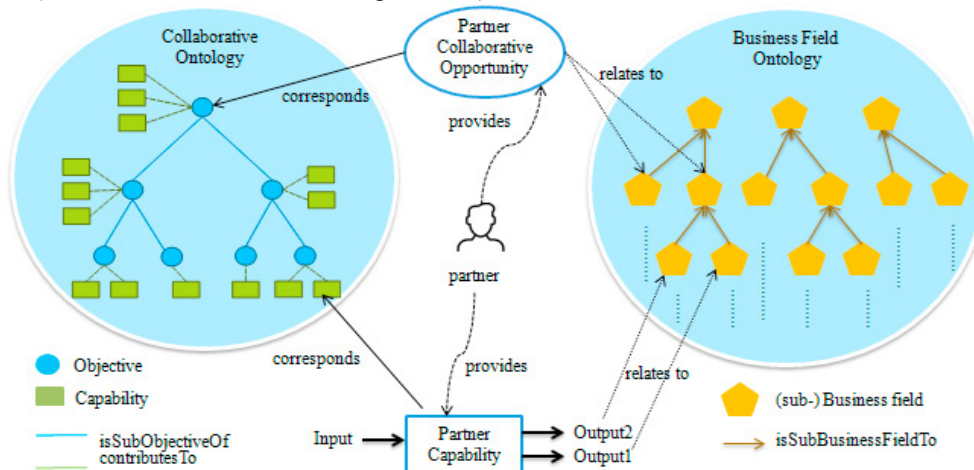 Collaborative
Ontology
Partner
Collaborative
Opportunity
Business Field
Ontology
corresponds
relates to
provides
partner
corresponds
provides
relates to
Objective
Capability
isSubObjectiveOf
contributesTo
Input
Partner
Capability
Output2
Output1
(sub-) Business field
isSubBusinessFieldTo